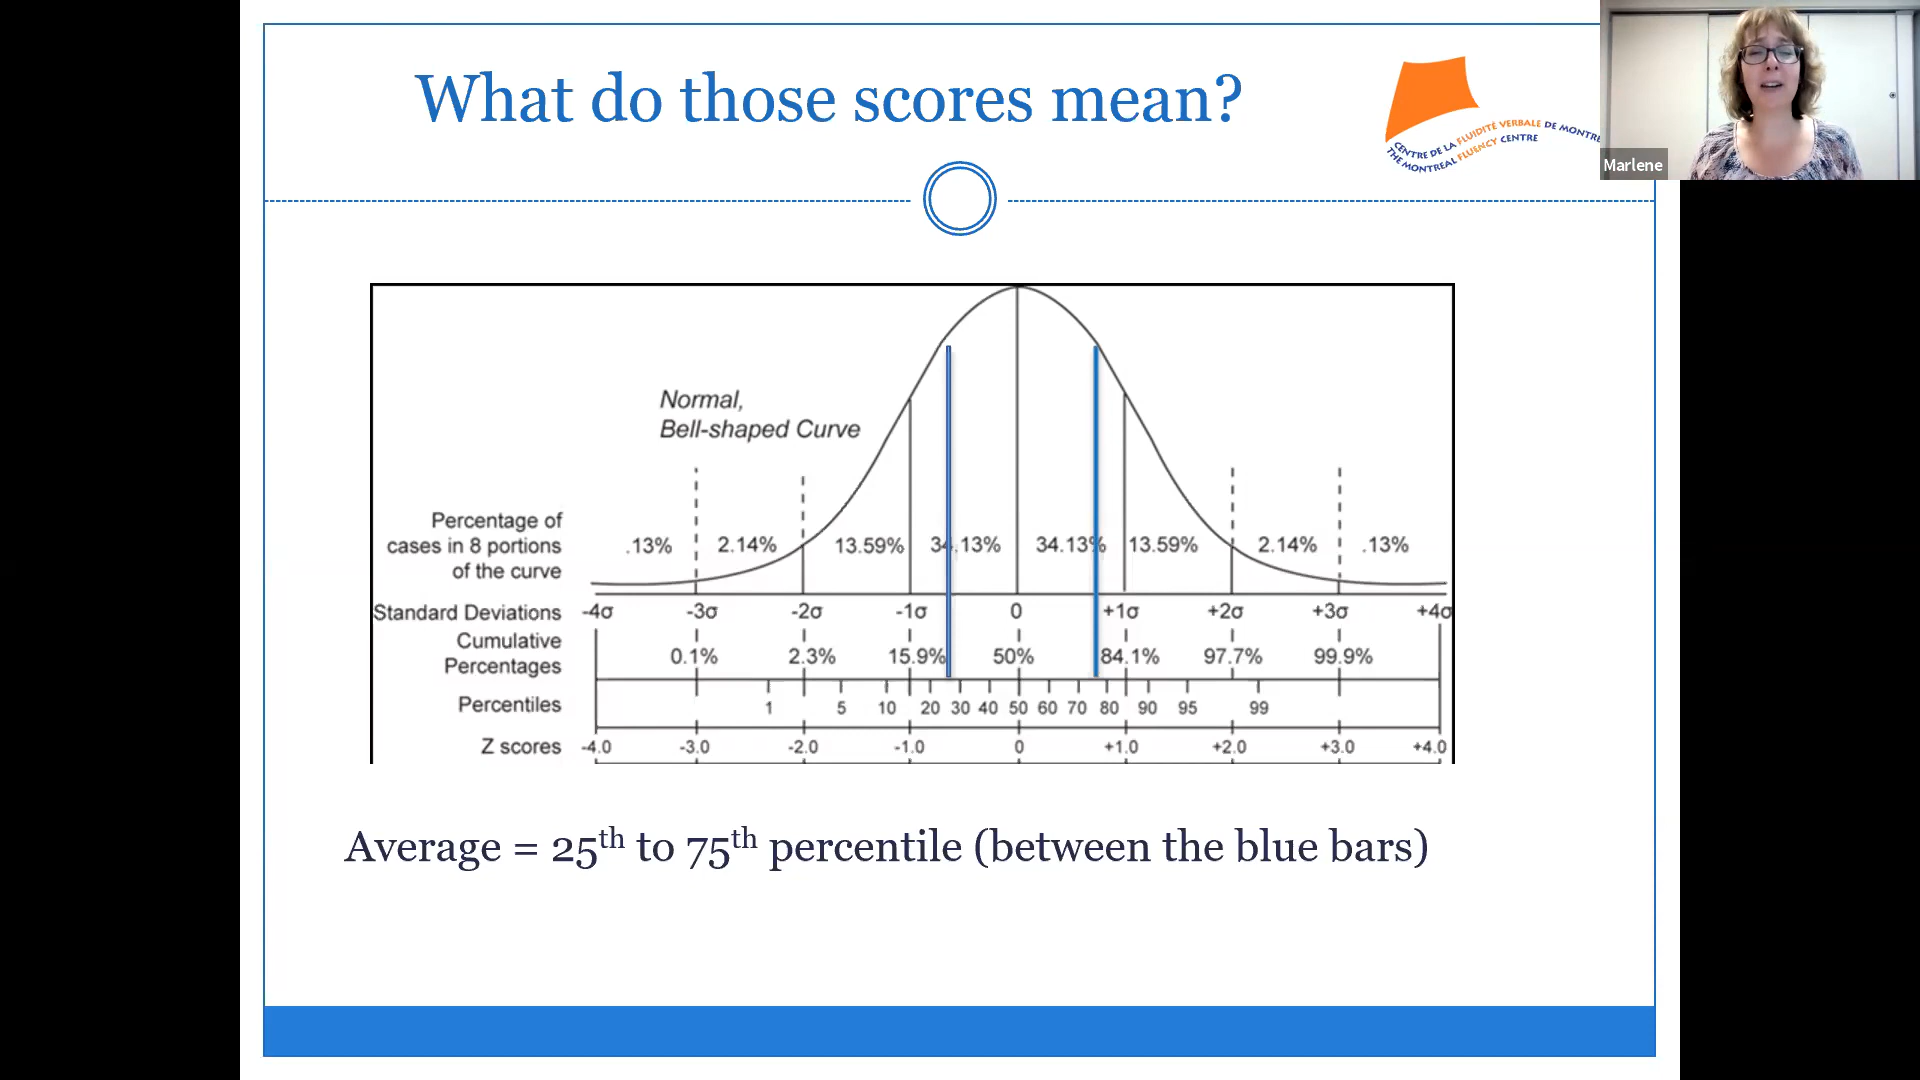 What do those scores mean?
CENTRE DE LA FLUIDITÉ VERBALE DE MONTRÉ
THE MONTREAL FLUENCY CENTRE
Marlene
Normal,
Bell-shaped Curve
Percentage of
cases in 8 portions
of the curve
.13% 2.14% 13.59% 34.13% 34.13% 13.59% 2.14% .13%
Standard Deviations -4σ -3σ -2σ -1σ 0 +1σ +2σ +3σ +4σ
Cumulative
Percentages 0.1% 2.3% 15.9% 50% 84.1% 97.7% 99.9%
Percentiles 1 5 10 20 30 40 50 60 70 80 90 95 99
Z scores -4.0 -3.0 -2.0 -1.0 0 +1.0 +2.0 +3.0 +4.0
Average = 25th to 75th percentile (between the blue bars)